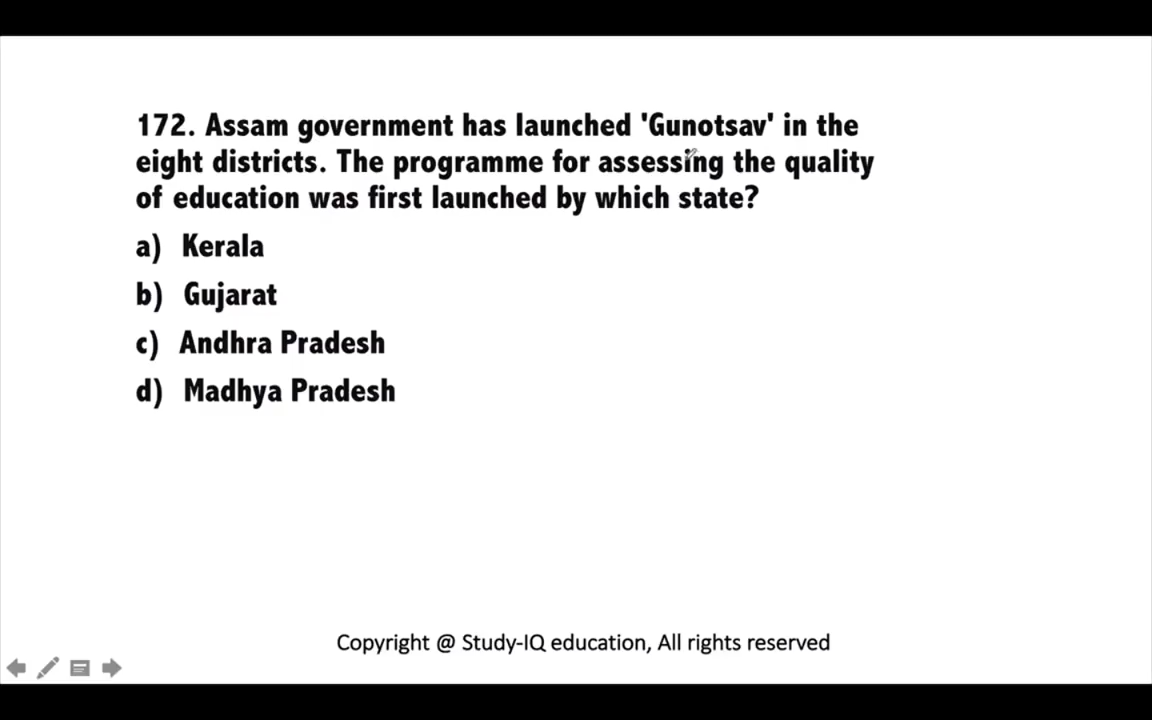 172. Assam government has launched 'Gunotsav' in the
eight districts. The programme for assessing the quality
of education was first launched by which state?
a) Kerala
b) Gujarat
c) Andhra Pradesh
d) Madhya Pradesh
Copyright @ Study-IQ education, All rights reserved